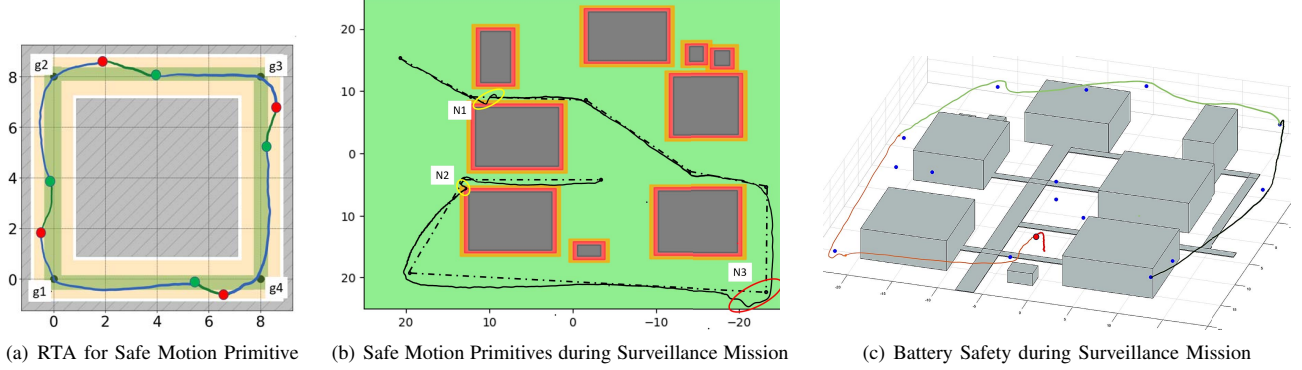 g2
g3
g1
g4
8
6
4
2
0
0
2
4
6
8
(a) RTA for Safe Motion Primitive
20
10
0
10
20
N1
N2
N3
20
10
0
−10
−20
(b) Safe Motion Primitives during Surveillance Mission
(c) Battery Safety during Surveillance Mission